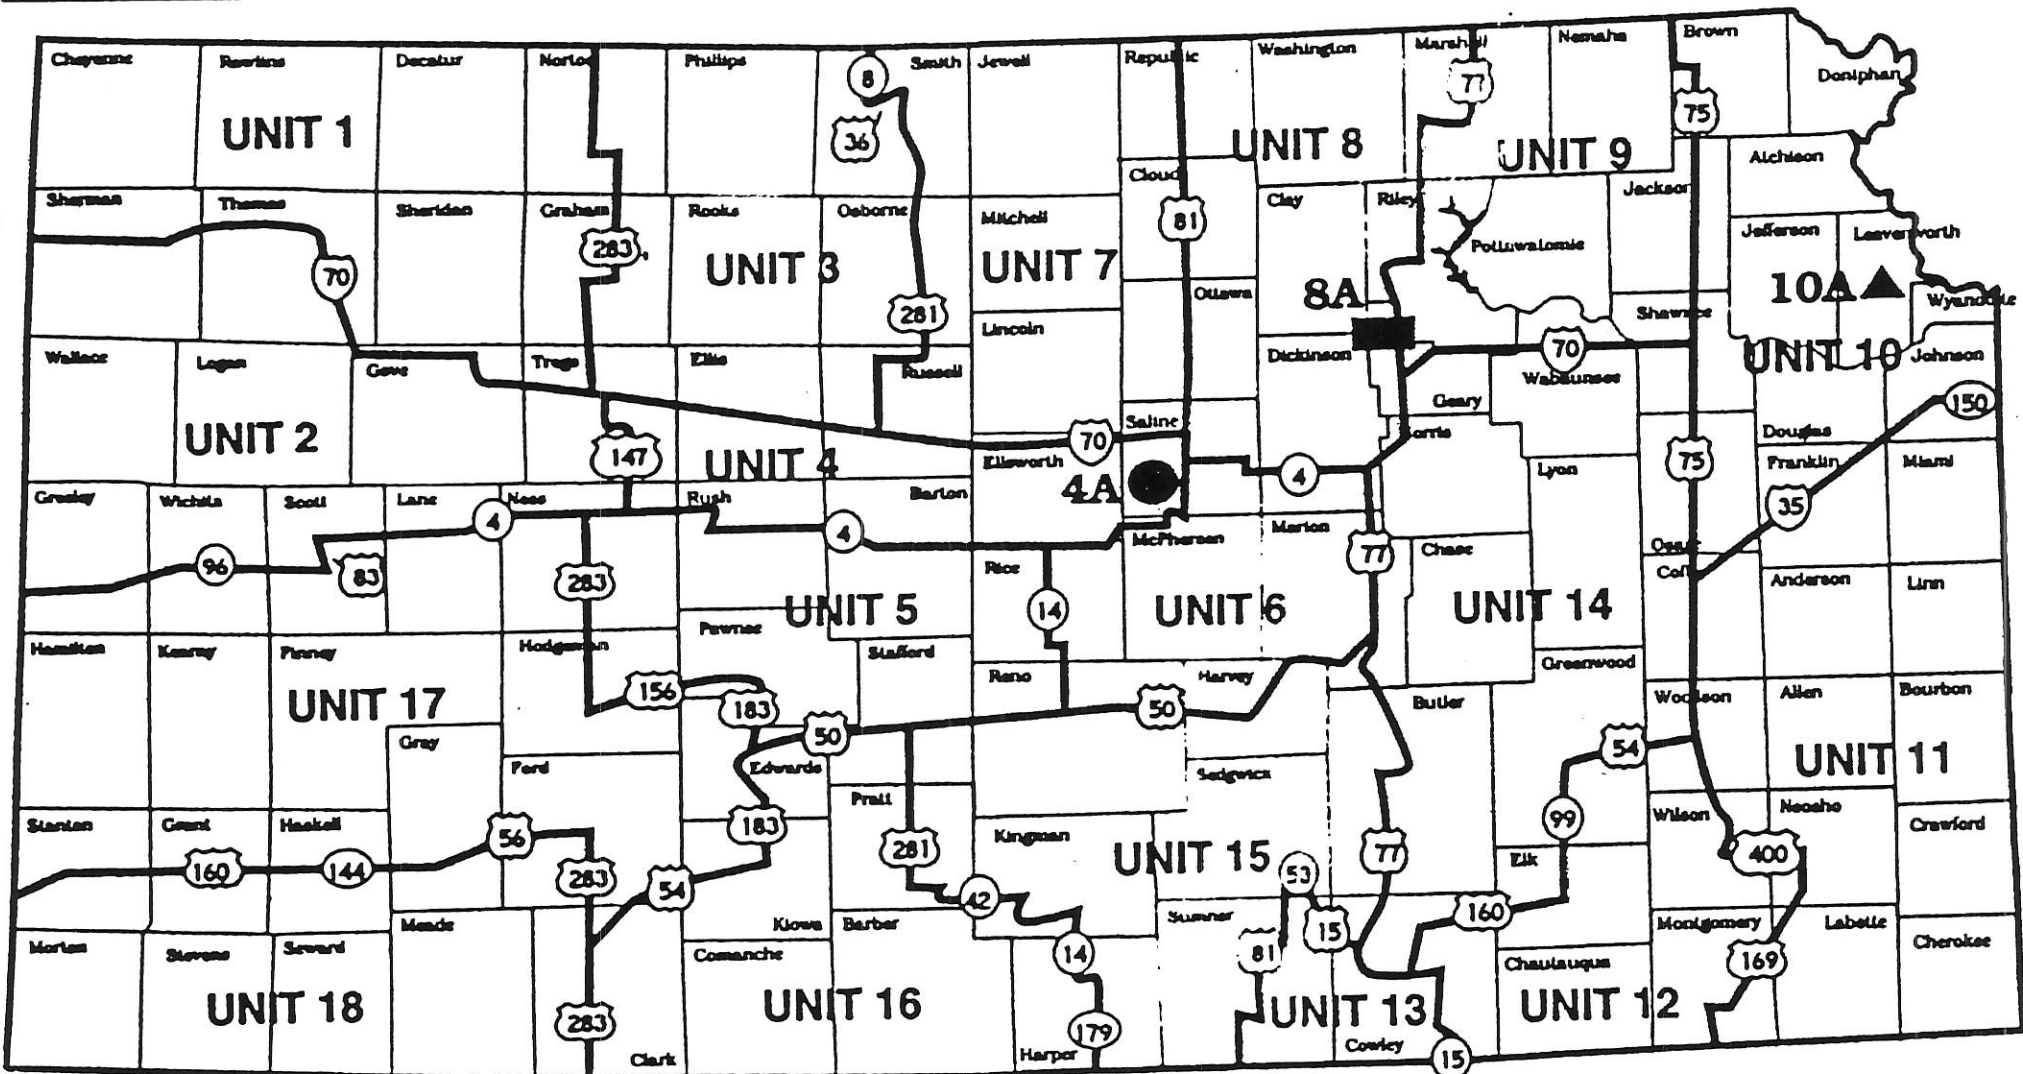 Cheyenne
Rawlins
Decatur
Norton
Phillips
8
Smith
Jewell
Republic
Washington
Marshall
Nemaha
Brown
Doniphan
77
75
36
UNIT 1
UNIT 8
UNIT 9
Atchison
Cloud
Sherman
Thomas
Sheridan
Graham
Rooks
Osborne
Mitchell
81
Clay
Riley
Jackson
Jefferson
Leavenworth
Pottawatomie
283
70
UNIT 3
UNIT 7
Ottawa
8A
10A
Wyandotte
281
Lincoln
Shawnee
Wallace
Logan
Gove
Trego
Ellis
Russell
Dickinson
70
UNIT 10
Johnson
Wabaunsee
Geary
150
Saline
Morris
Douglas
UNIT 2
147
UNIT 4
70
Ellsworth
4A
4
Lyon
75
Franklin
Miami
Greeley
Wichita
Scott
Lane
Ness
Rush
Barton
4
4
35
Marion
McPherson
Chase
Osage
77
96
83
283
Rice
Coffey
Anderson
Linn
14
UNIT 5
UNIT 6
UNIT 14
Pawnee
Hamilton
Kearny
Finney
Hodgeman
Stafford
Greenwood
Reno
Harvey
156
183
50
UNIT 17
Butler
Woodson
Allen
Bourbon
50
Gray
Ford
Edwards
54
UNIT 11
Sedgwick
Pratt
Stanton
Grant
Haskell
56
183
Kingman
99
Wilson
Neosho
Crawford
281
UNIT 15
77
Elk
400
160
144
283
54
53
42
160
Meade
Kiowa
Barber
Sumner
15
Montgomery
Labette
Cherokee
Morton
Stevens
Seward
Comanche
14
81
Chautauqua
169
UNIT 18
283
UNIT 16
179
UNIT 13
UNIT 12
Clark
Harper
Cowley
15